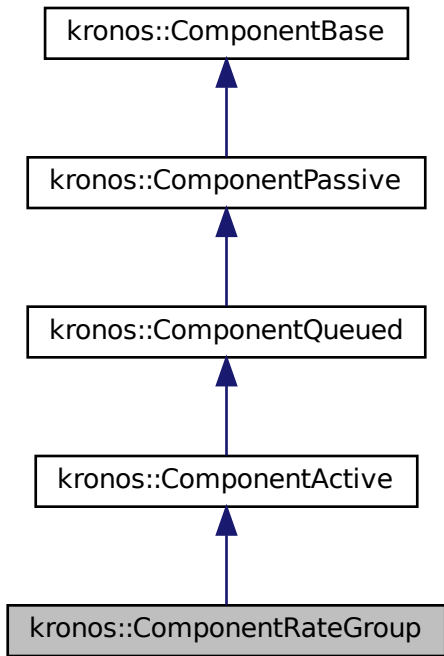 kronos::ComponentBase
kronos::ComponentPassive
kronos::ComponentQueued
kronos::ComponentActive
kronos::ComponentRateGroup